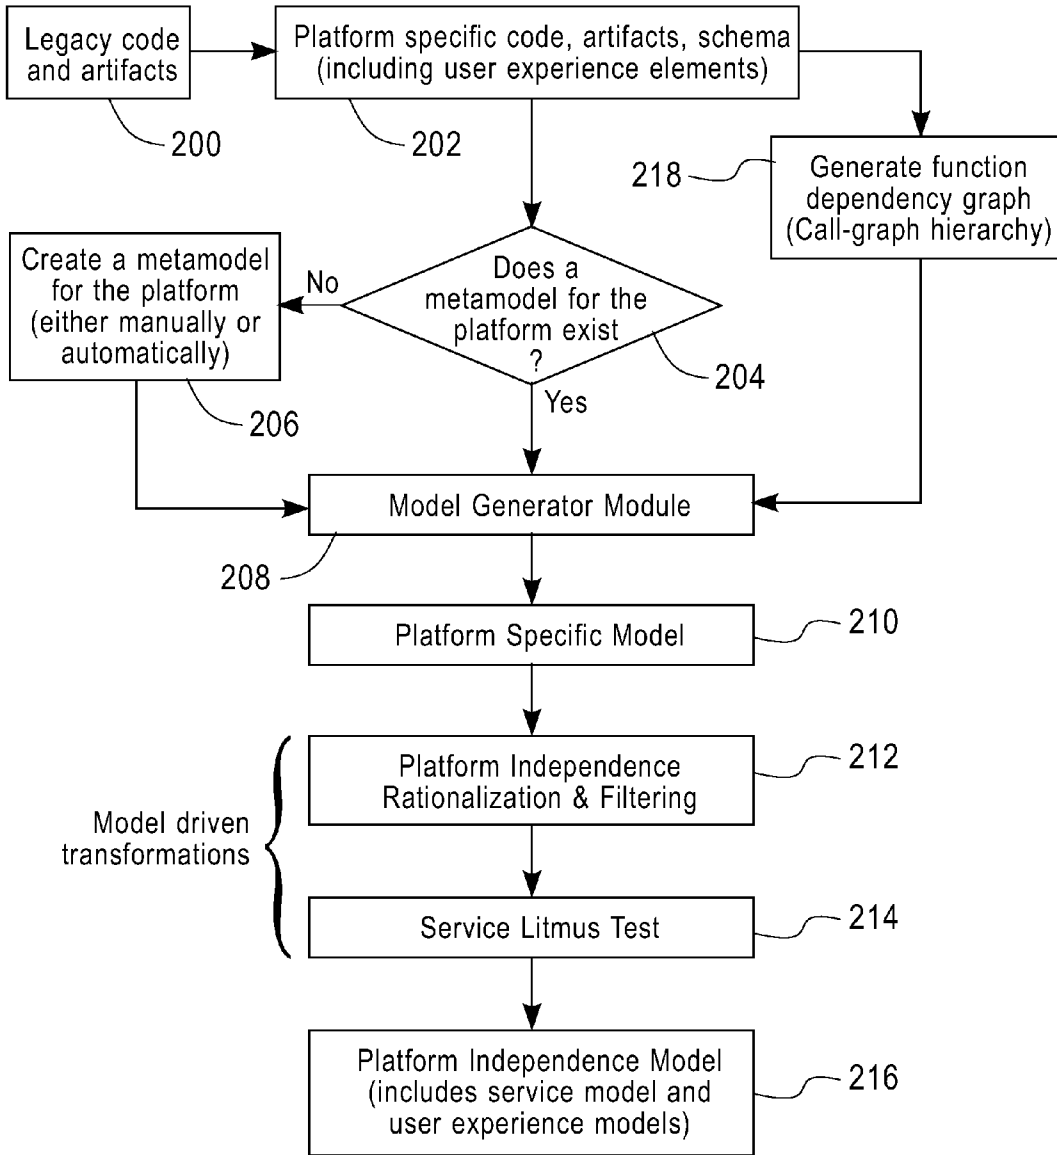 Legacy code
and artifacts
Platform specific code, artifacts, schema
(including user experience elements)
200
202
218
Generate function
dependency graph
(Call-graph hierarchy)
Create a metamodel
for the platform
(either manually or
automatically)
No
Does a
metamodel for the
platform exist
?
204
206
Yes
Model Generator Module
208
Platform Specific Model
210
Platform Independence
Rationalization & Filtering
212
Model driven
transformations
Service Litmus Test
214
Platform Independence Model
(includes service model and
user experience models)
216